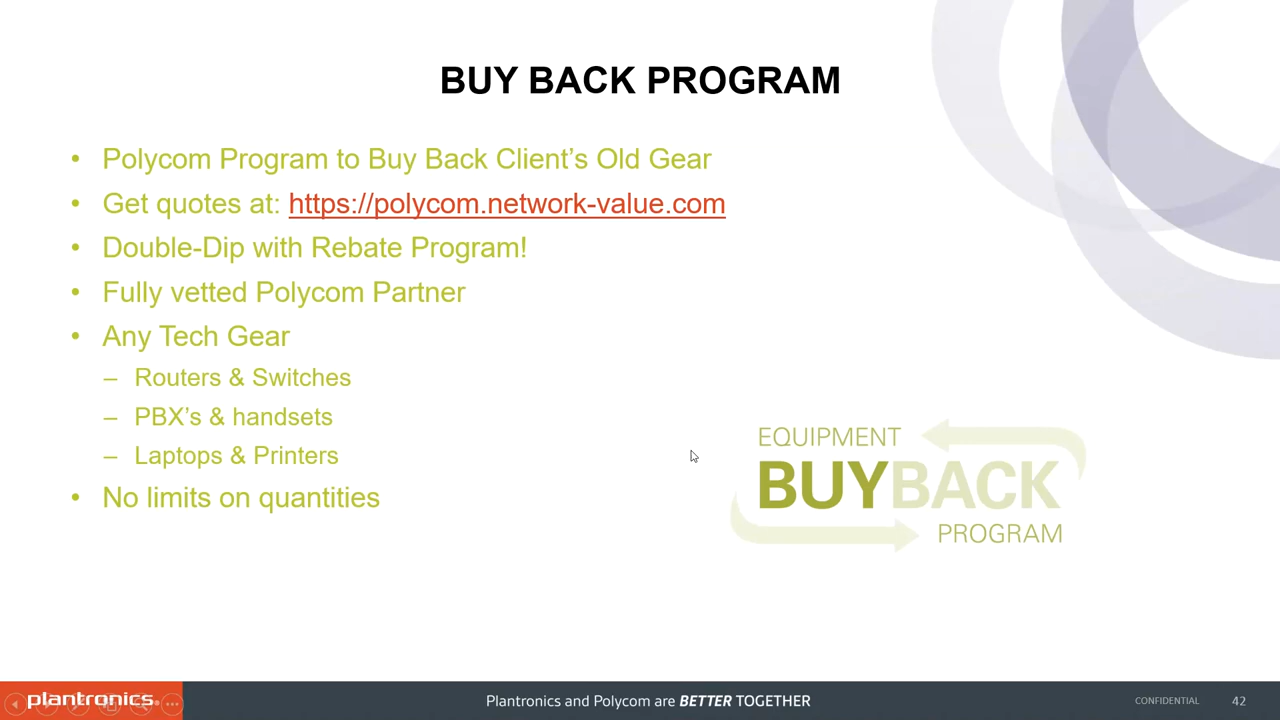 BUY BACK PROGRAM
• Polycom Program to Buy Back Client’s Old Gear
• Get quotes at: https://polycom.network-value.com
• Double-Dip with Rebate Program!
• Fully vetted Polycom Partner
• Any Tech Gear
– Routers & Switches
– PBX’s & handsets
– Laptops & Printers
• No limits on quantities
EQUIPMENT
BUYBACK
PROGRAM
plantronics.
Plantronics and Polycom are BETTER TOGETHER
CONFIDENTIAL
42